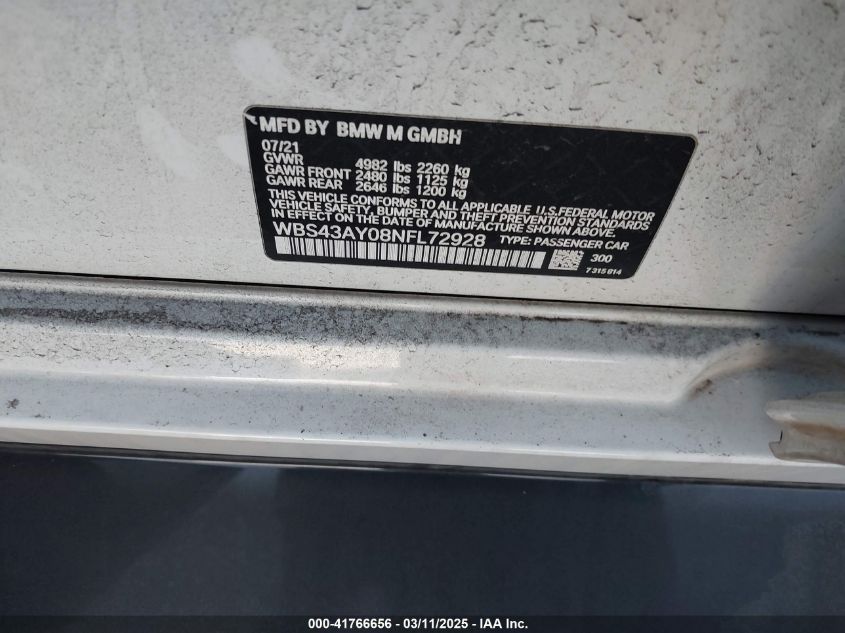 MFD BY BMW M GMBH
07/21
GVWR 4982 lbs 2260 kg
GAWR FRONT 2480 lbs 1125 kg
GAWR REAR 2646 lbs 1200 kg
THIS VEHICLE CONFORMS TO ALL APPLICABLE U.S.FEDERAL MOTOR
VEHICLE SAFETY, BUMPER AND THEFT PREVENTION STANDARDS
IN EFFECT ON THE DATE OF MANUFACTURE SHOWN ABOVE.
WBS43AY08NFL72928 TYPE: PASSENGER CAR
300
7 315 814
000-41766656 - 03/11/2025 - IAA Inc.